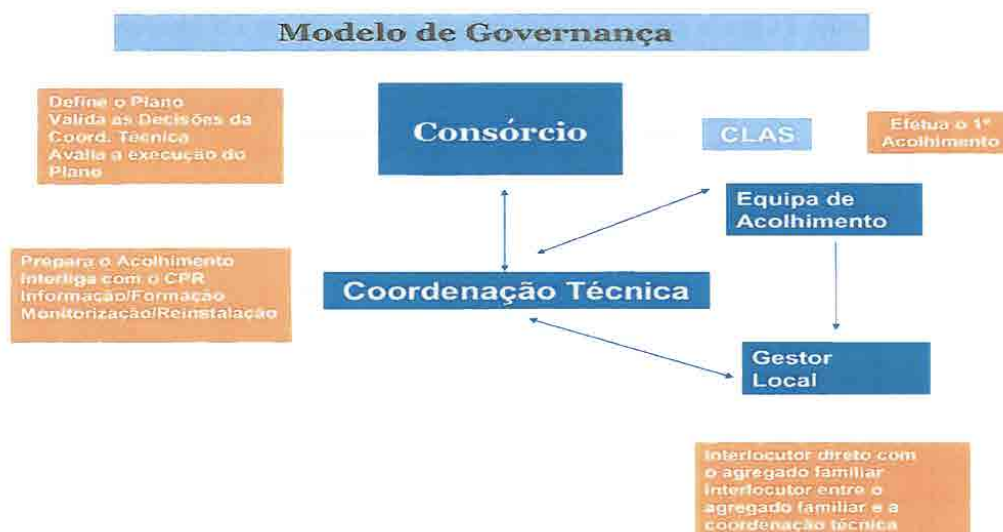 Modelo de Governança
Define o Plano
Valida as Decisões da
Coord. Técnica
Avalia a execução do
Plano
Consórcio
CLAS
Efetua o 1º
Acolhimento
Equipa de
Acolhimento
Prepara o Acolhimento
Interliga com o CPR
Informação/Formação
Monitorização/Reinstalação
Coordenação Técnica
Gestor
Local
Interlocutor direto com
o agregado familiar
Interlocutor entre o
agregado familiar e a
coordenação técnica